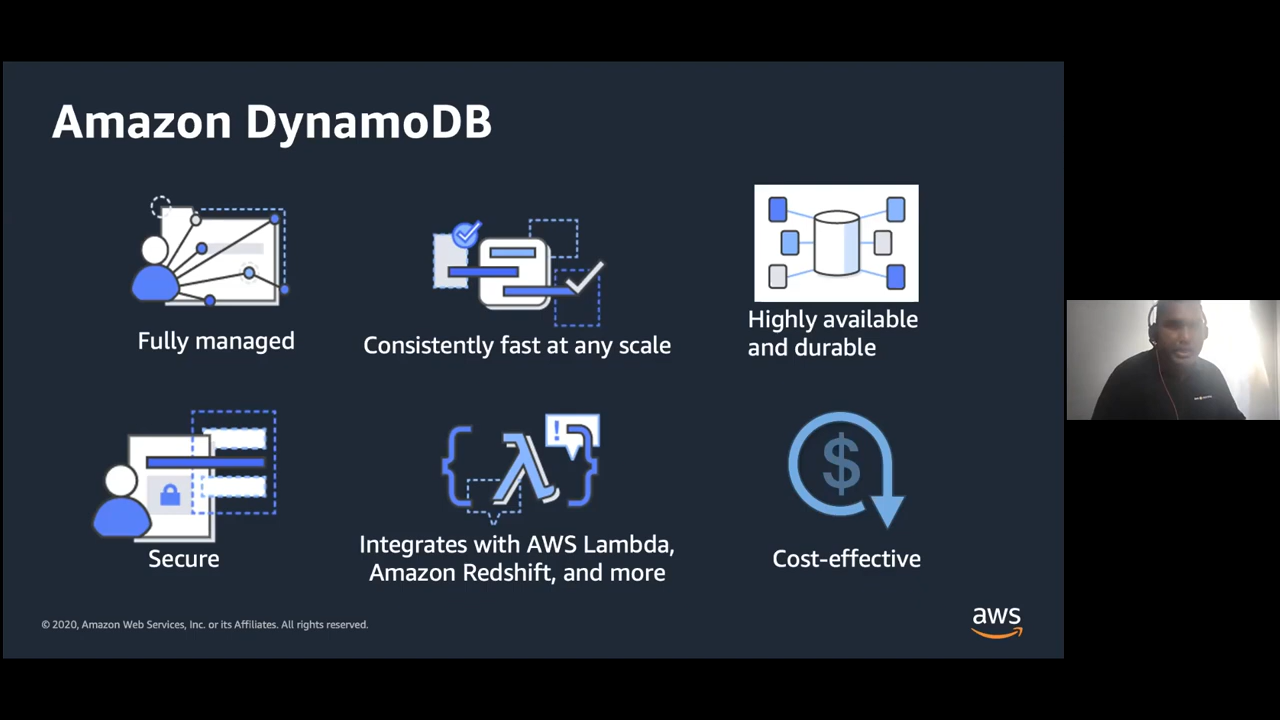 Amazon DynamoDB
Fully managed
Consistently fast at any scale
Highly available
and durable
Secure
Integrates with AWS Lambda,
Amazon Redshift, and more
Cost-effective
© 2020, Amazon Web Services, Inc. or its Affiliates. All rights reserved.
aws